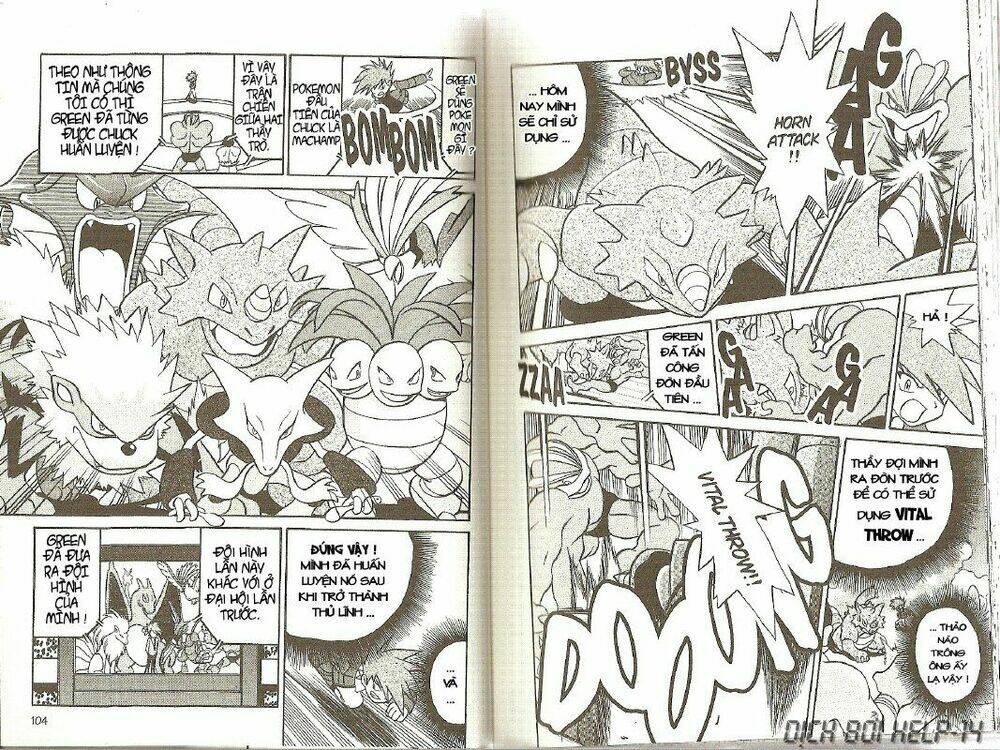 THEO NHƯ THÔNG
TIN MÀ CHÚNG
TÔI CÓ THÌ
GREEN ĐÃ TỪNG
ĐƯỢC CHUCK
HUẤN LUYỆN !
VÌ VẬY
ĐÂY LÀ
TRẬN
CHIẾN
GIỮA HAI
THẦY
TRÒ.
POKEMON
ĐẦU
TIÊN CỦA
CHUCK LÀ
MACHAMP.
BOM BOM
GREEN
SẼ
DÙNG
POKE
MON
GÌ
ĐÂY ?
GREEN
ĐÃ ĐƯA
RA ĐỘI
HÌNH
CỦA
MÌNH !
ĐỘI HÌNH
LẦN NÀY
KHÁC VỚI Ở
ĐẠI HỘI LẦN
TRƯỚC.
ĐÚNG VẬY !
MÌNH ĐÃ HUẤN
LUYỆN NÓ SAU
KHI TRỞ THÀNH
THỦ LĨNH ...
...
VÀ
...
104
... HÔM
NAY MÌNH
SẼ CHỈ SỬ
DỤNG ...
BYSS
HORN
ATTACK
!!
GAAA
ZZAA
GREEN
ĐÃ TẤN
CÔNG
ĐÒN ĐẦU
TIÊN ...
GAA
GAA
HẢ !
VITAL THROW!!
DOOUNGG
THẦY ĐỢI MÌNH
RA ĐÒN TRƯỚC
ĐỂ CÓ THỂ SỬ
DỤNG VITAL
THROW ...
... THẢO
NÀO
TRÔNG
ÔNG ẤY
LẠ VẬY !
DỊCH BỞI HELP-14